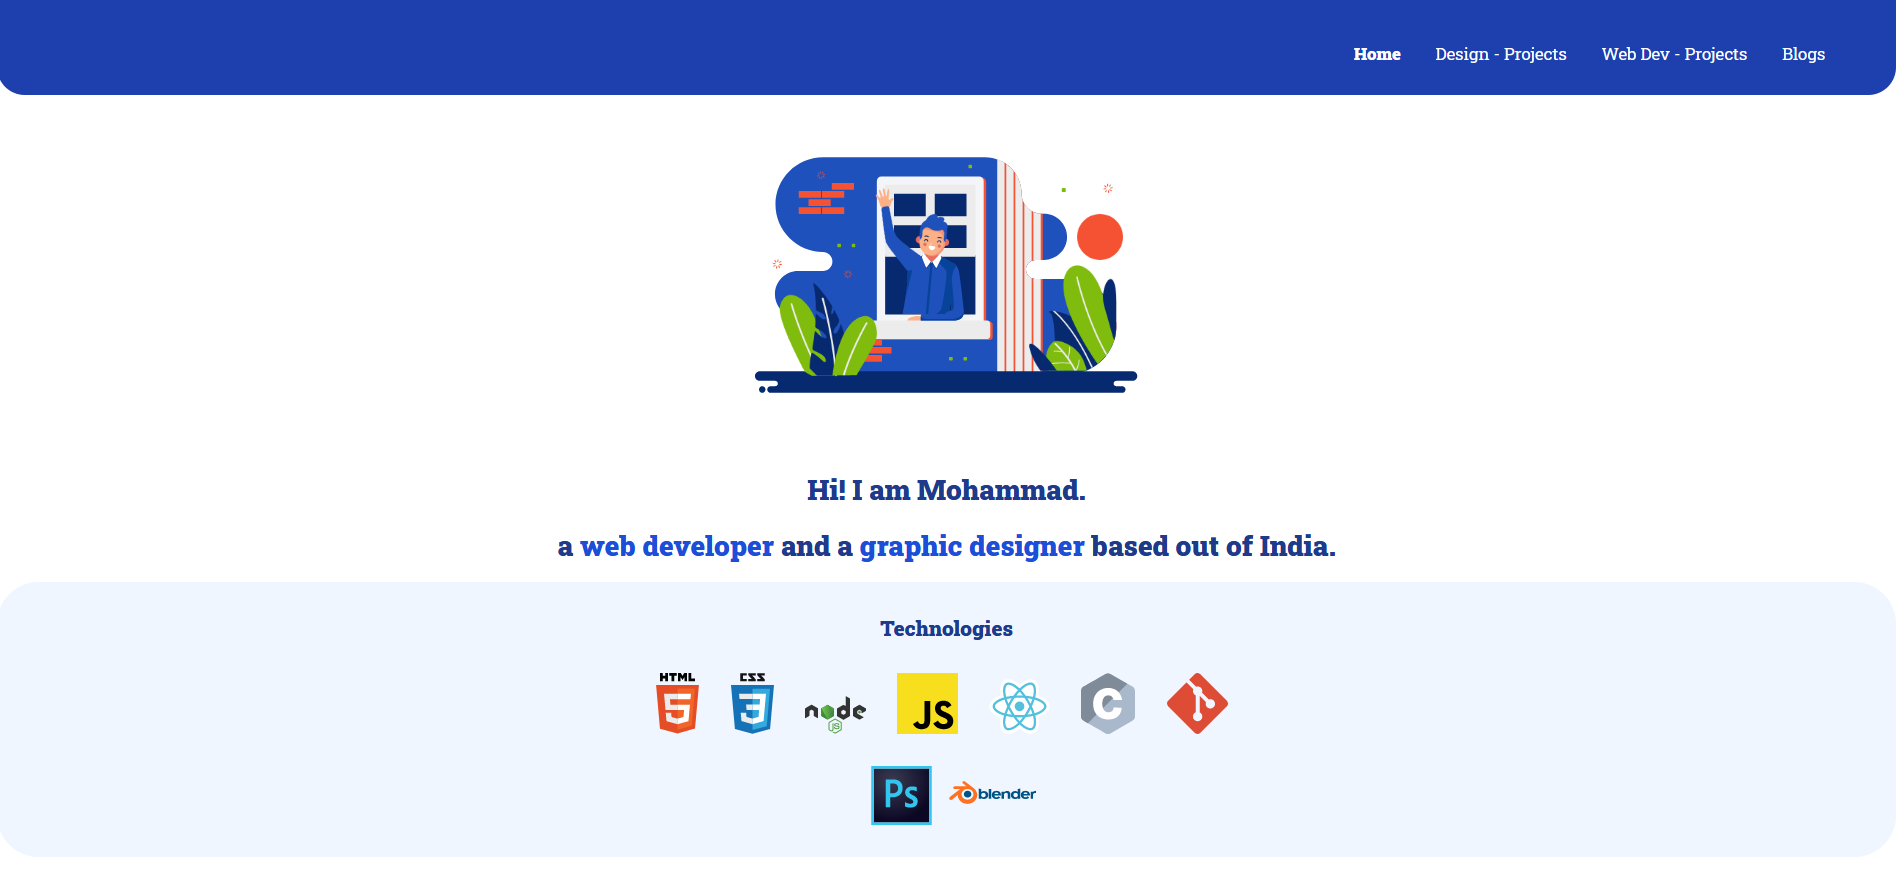 Home Design - Projects Web Dev - Projects Blogs
Hi! I am Mohammad.
a web developer and a graphic designer based out of India.
Technologies
HTML CSS
5 3 node JS C
JS
Ps blender